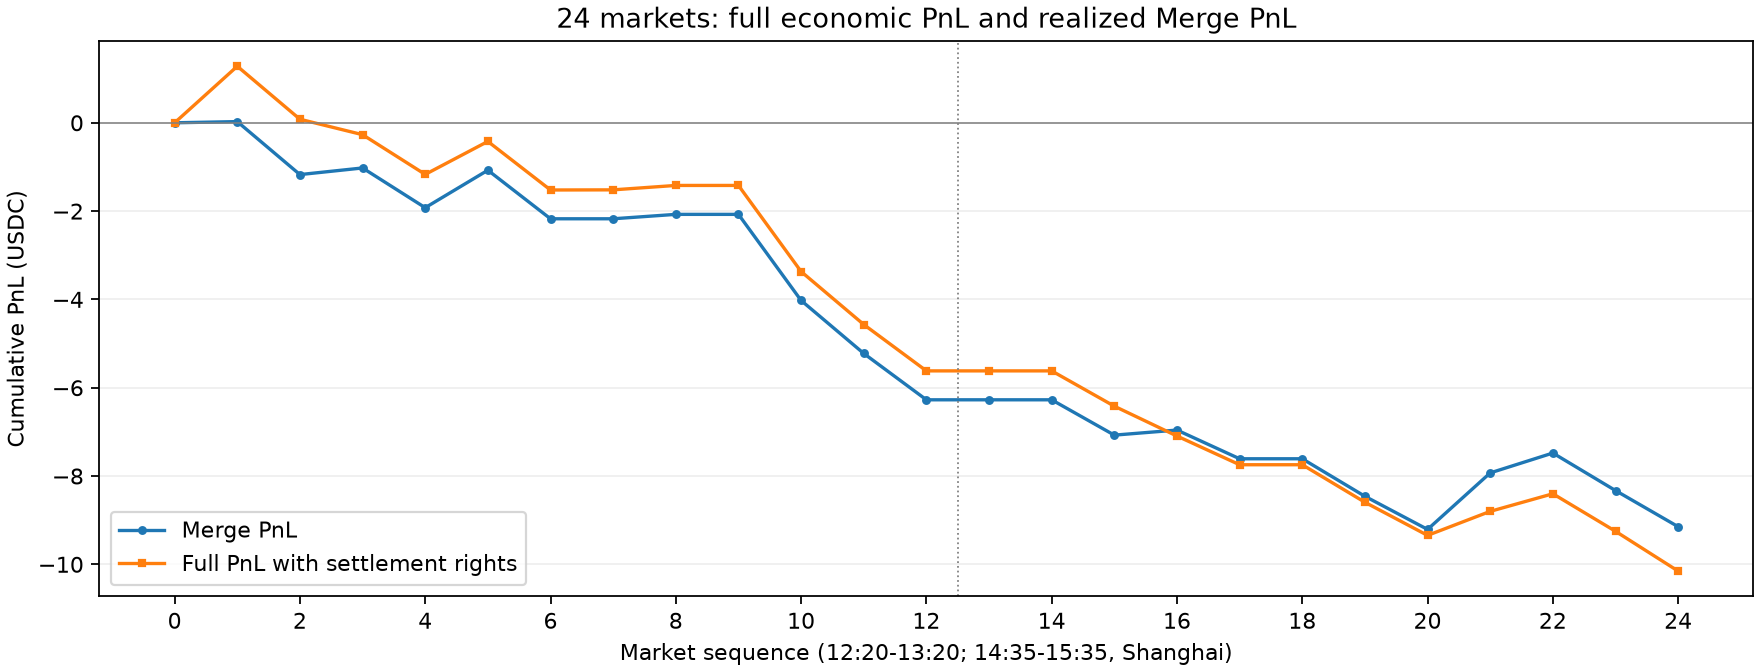 24 markets: full economic PnL and realized Merge PnL
Cumulative PnL (USDC)
0
−2
−4
−6
−8
−10
Merge PnL
Full PnL with settlement rights
0 2 4 6 8 10 12 14 16 18 20 22 24
Market sequence (12:20-13:20; 14:35-15:35, Shanghai)